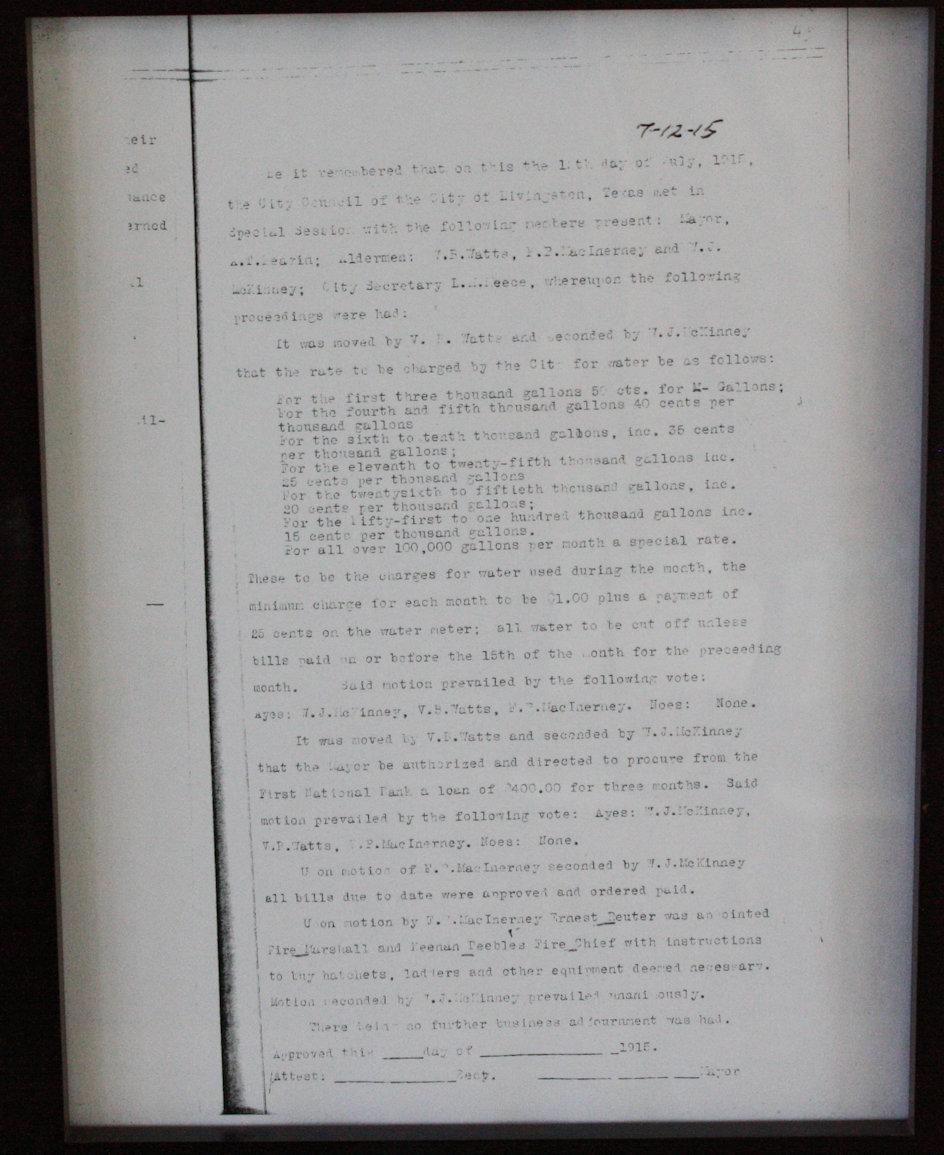 eir
ed
iance
erned
-il-
7-12-15
it remembered that on this the day of July, 1915,
the City Council of the City of Livingston, Texas met in
Special Session with the following members present: Mayor,
Aldermen: V.B.Watts, F.P.MacInerney and W.J.
McKinney; City Secretary whereupon the following
proceedings were had:
It was moved by V. B. Watts and seconded by W.J.McKinney
that the rate to be charged by the City for water be as follows:
For the first three thousand gallons 50 cts. for M- Gallons;
For the fourth and fifth thousand gallons 40 cents per
thousand gallons
For the sixth to tenth thousand gallons, inc. 35 cents
per thousand gallons;
For the eleventh to twenty-fifth thousand gallons inc.
25 cents per thousand gallons
For the twentysixth to fiftieth thousand gallons, inc.
20 cents per thousand gallons;
For the fifty-first to one hundred thousand gallons inc.
15 cents per thousand gallons.
For all over 100,000 gallons per month a special rate.
These to be the charges for water used during the month, the
minimum charge for each month to be $1.00 plus a payment of
25 cents on the water meter; all water to be cut off unless
bills paid on or before the 15th of the month for the preceeding
month. Said motion prevailed by the following vote:
Ayes: W.J.McKinney, V.B.Watts, F.P.MacInerney. Noes: None.
It was moved by V.B.Watts and seconded by W.J.McKinney
that the Mayor be authorized and directed to procure from the
First National Bank a loan of $400.00 for three months. Said
motion prevailed by the following vote: Ayes: W.J.McKinney,
V.B.Watts, F.P.MacInerney. Noes: None.
Upon motion of F.P.MacInerney seconded by W.J.McKinney
all bills due to date were approved and ordered paid.
Upon motion by F.P.MacInerney Ernest Deuter was appointed
Fire Marshall and Keenan Peebles Fire Chief with instructions
to buy hatchets, ladders and other equipment deemed necessary.
Motion seconded by W.J.McKinney prevailed unanimously.
There being no further business adjournment was had.
Approved this _____day of ____________ _1915.
Attest: ____________Secty. ____________Mayor